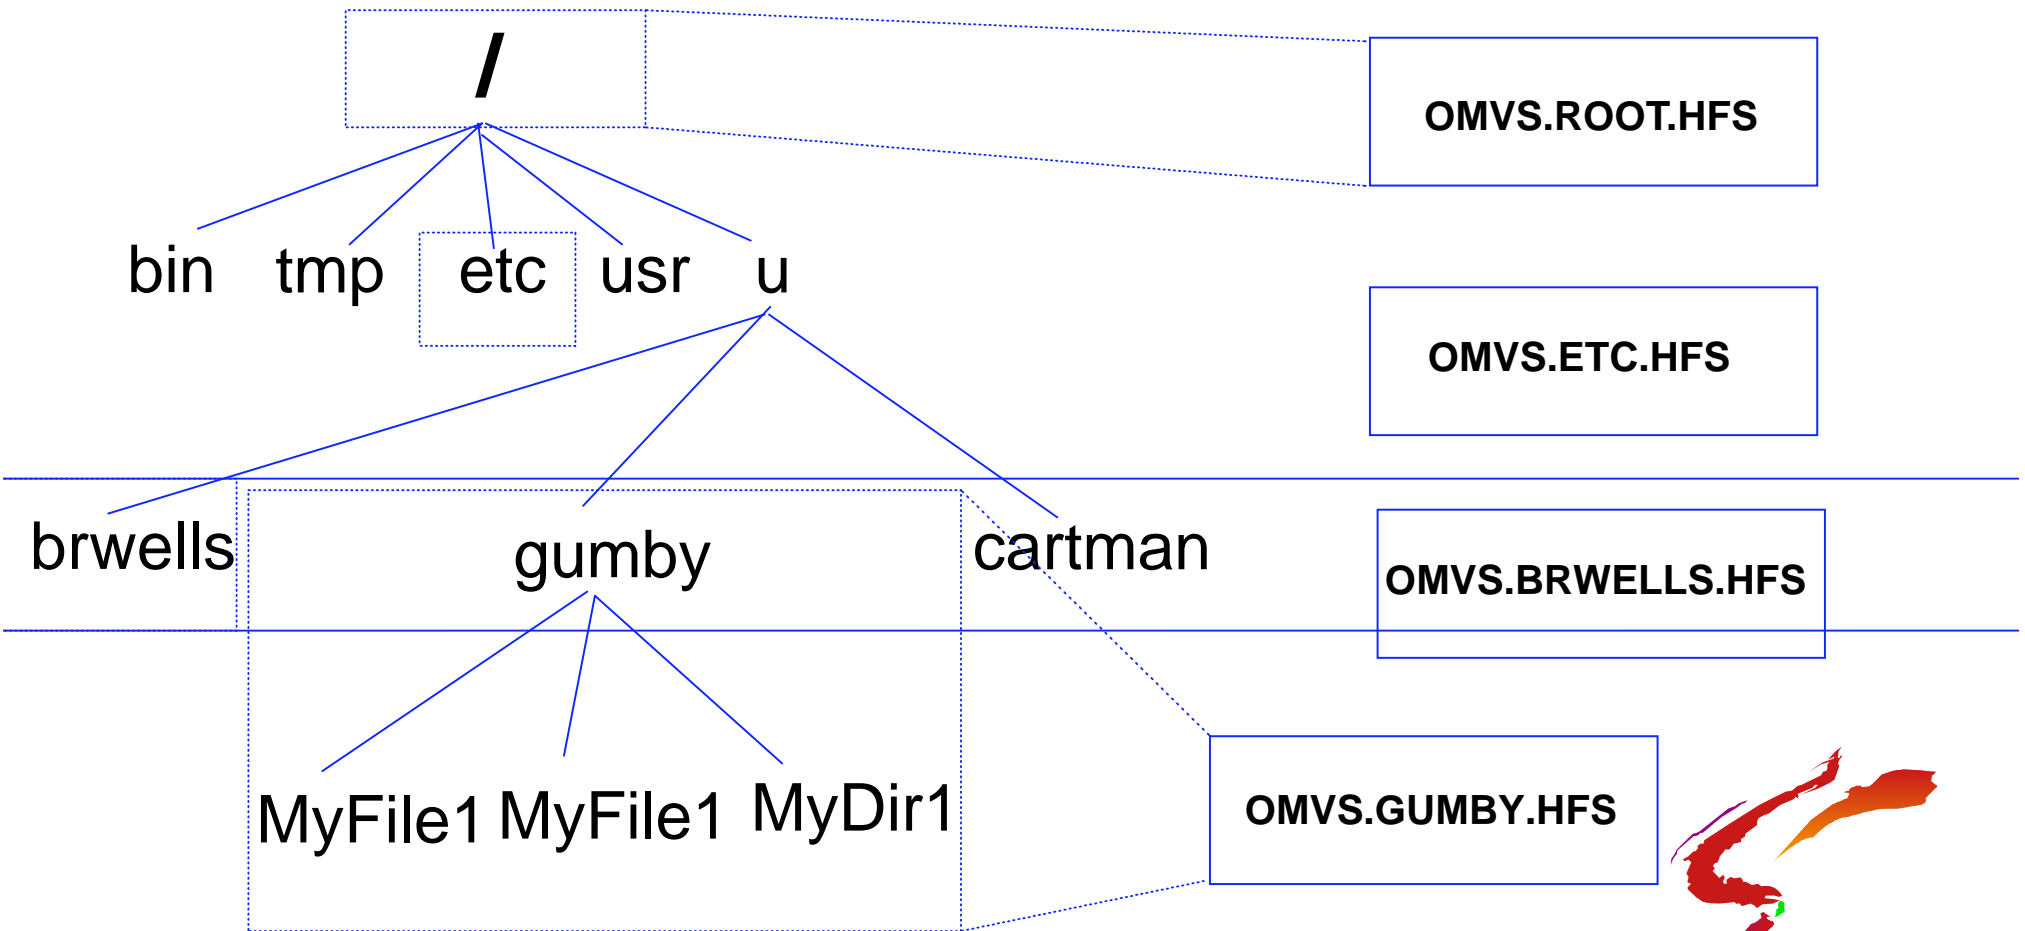 /
OMVS.ROOT.HFS
bin tmp etc usr u
OMVS.ETC.HFS
brwells gumby cartman
OMVS.BRWELLS.HFS
MyFile1 MyFile1 MyDir1
OMVS.GUMBY.HFS